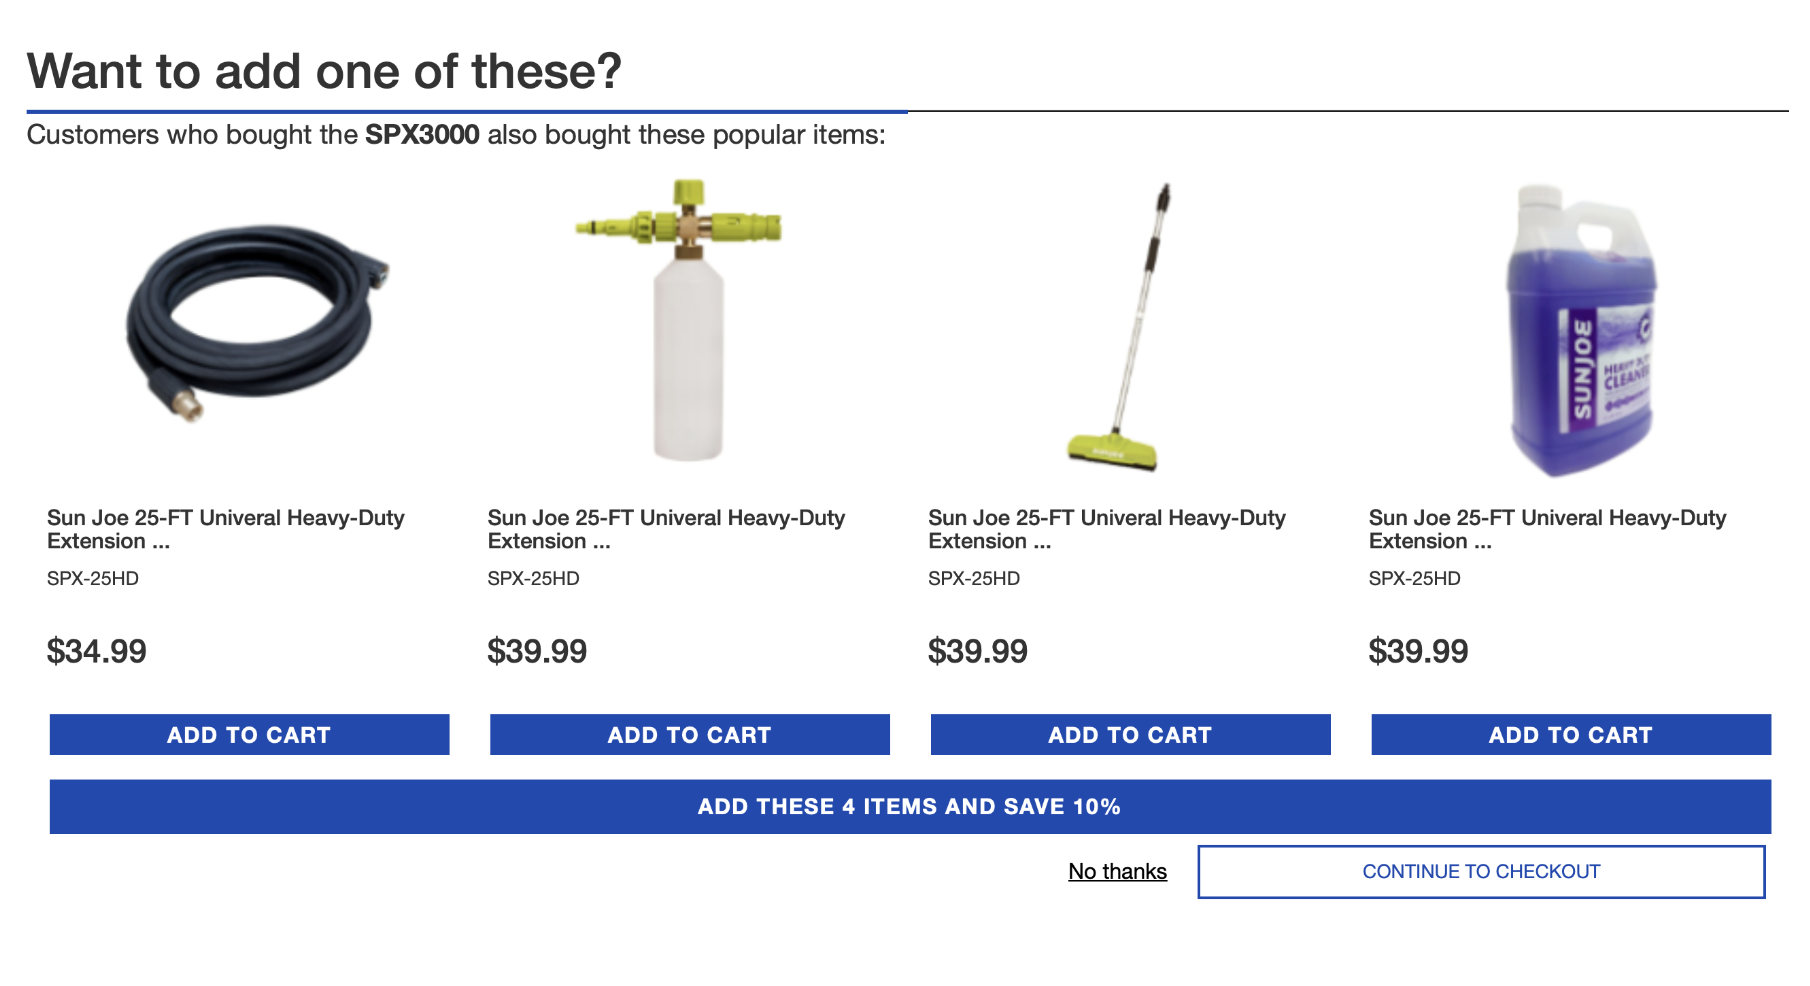 Want to add one of these?
Customers who bought the SPX3000 also bought these popular items:
SUNJOE
HEAVY DUTY
CLEANER
Sun Joe 25-FT Univeral Heavy-Duty
Extension ...
SPX-25HD
$34.99
ADD TO CART
Sun Joe 25-FT Univeral Heavy-Duty
Extension ...
SPX-25HD
$39.99
ADD TO CART
Sun Joe 25-FT Univeral Heavy-Duty
Extension ...
SPX-25HD
$39.99
ADD TO CART
Sun Joe 25-FT Univeral Heavy-Duty
Extension ...
SPX-25HD
$39.99
ADD TO CART
ADD THESE 4 ITEMS AND SAVE 10%
No thanks
CONTINUE TO CHECKOUT